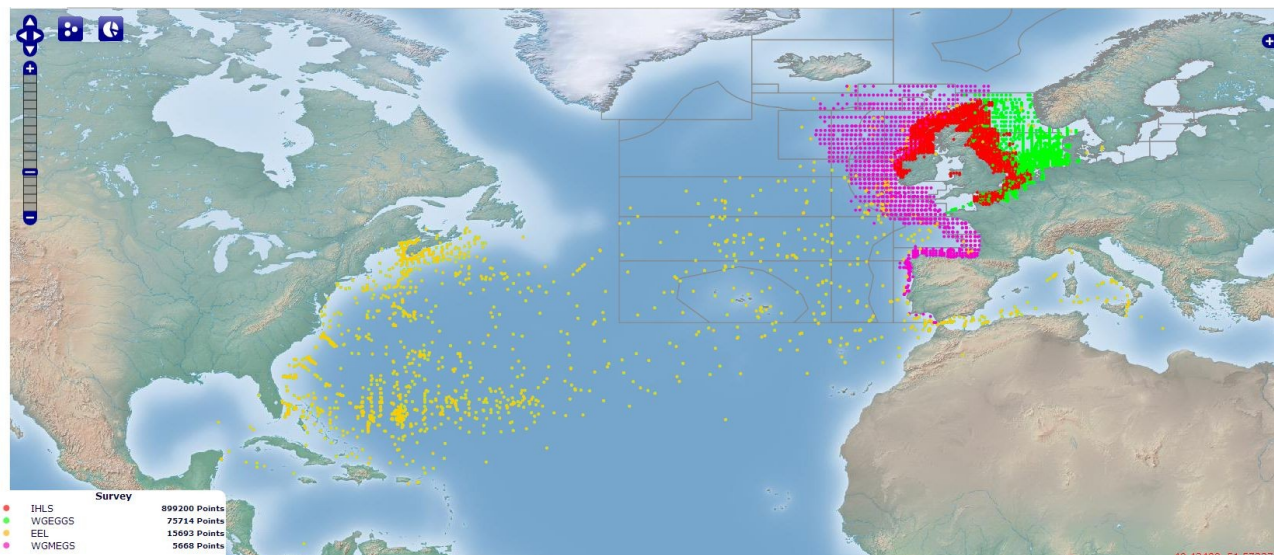 Survey
IHLS 899200 Points
WGEGGS 75714 Points
EEL 15693 Points
WGMEGS 5668 Points